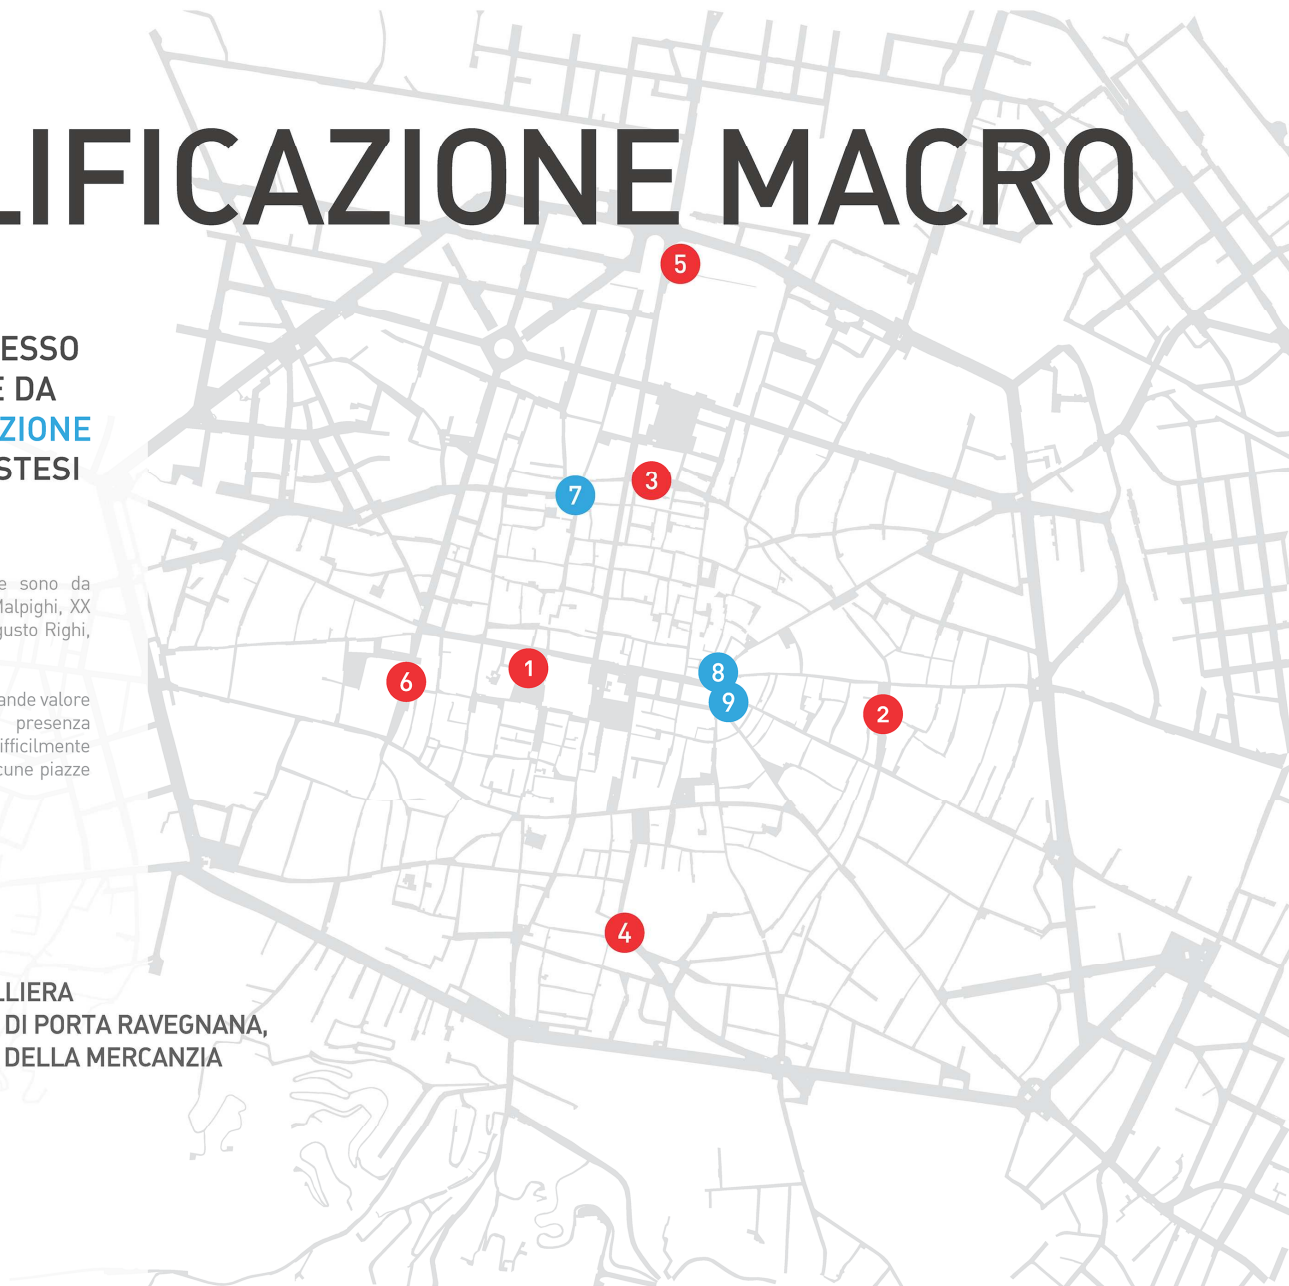 LIFICAZIONE MACRO
5
ESSO
E DA
ZIONE
STESI
3
7
e sono da
Malpighi, XX
gusto Righi,
8
1
6
ande valore
9
2
presenza
ifficilmente
cune piazze
4
LLIERA
DI PORTA RAVEGNANA,
DELLA MERCANZIA